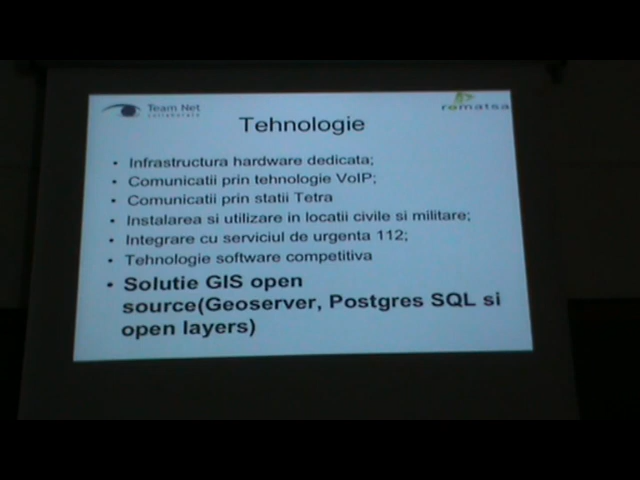 Team Net
romatsa
Tehnologie
• Infrastructura hardware dedicata;
• Comunicatii prin tehnologie VoIP;
• Comunicatii prin statii Tetra
• Instalarea si utilizare in locatii civile si militare;
• Integrare cu serviciul de urgenta 112;
• Tehnologie software competitiva
• Solutie GIS open
source(Geoserver, Postgres SQL si
open layers)